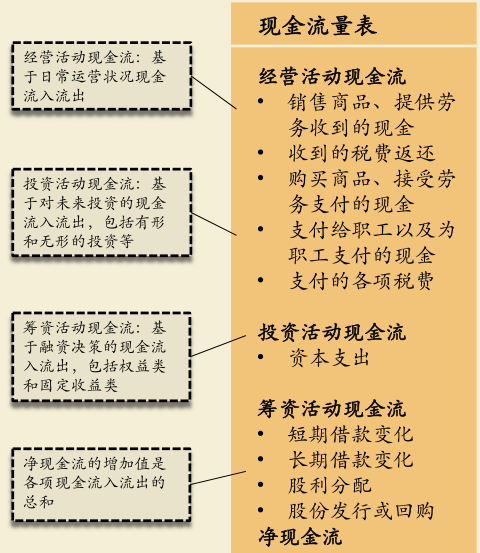 现金流量表
经营活动现金流：基
于日常运营状况现金
流入流出
投资活动现金流：基
于对未来投资的现金
流入流出，包括有形
和无形的投资等
筹资活动现金流：基
于融资决策的现金流
入流出，包括权益类
和固定收益类
净现金流的增加值是
各项现金流入流出的
总和
经营活动现金流
• 销售商品、提供劳
务收到的现金
• 收到的税费返还
• 购买商品、接受劳
务支付的现金
• 支付给职工以及为
职工支付的现金
• 支付的各项税费
投资活动现金流
• 资本支出
筹资活动现金流
• 短期借款变化
• 长期借款变化
• 股利分配
• 股份发行或回购
净现金流